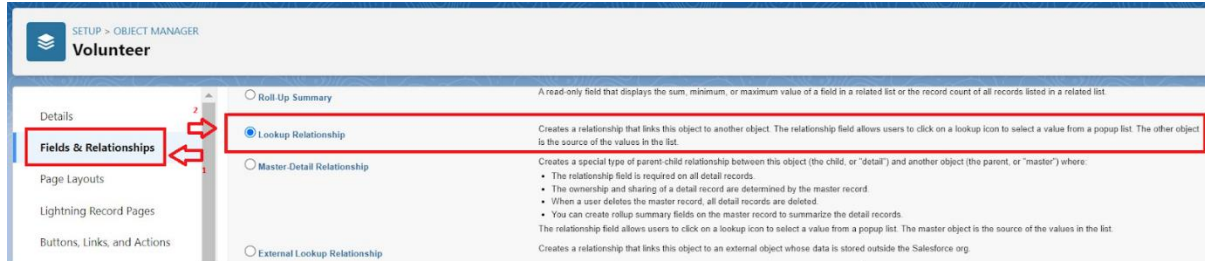 SETUP > OBJECT MANAGER
Volunteer
Details
2
Fields & Relationships
1
Page Layouts
Lightning Record Pages
Buttons, Links, and Actions
Roll-Up Summary
A read-only field that displays the sum, minimum, or maximum value of a field in a related list or the record count of all records listed in a related list.
Lookup Relationship
Creates a relationship that links this object to another object. The relationship field allows users to click on a lookup icon to select a value from a popup list. The other object
is the source of the values in the list.
Master-Detail Relationship
Creates a special type of parent-child relationship between this object (the child, or "detail") and another object (the parent, or "master") where:
• The relationship field is required on all detail records.
• The ownership and sharing of a detail record are determined by the master record.
• When a user deletes the master record, all detail records are deleted.
• You can create rollup summary fields on the master record to summarize the detail records.
The relationship field allows users to click on a lookup icon to select a value from a popup list. The master object is the source of the values in the list.
External Lookup Relationship
Creates a relationship that links this object to an external object whose data is stored outside the Salesforce org.